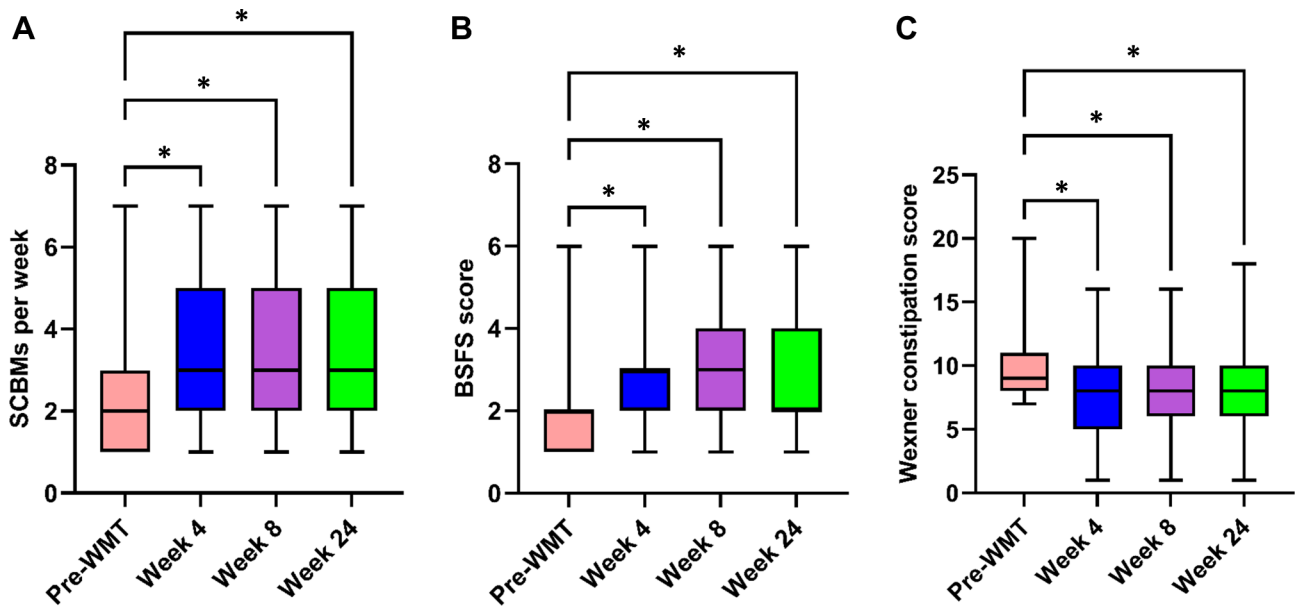 A
SCBMs per week
8
6
4
2
0
*
*
*
Pre-WMT
Week 4
Week 8
Week 24
B
BSFS score
8
6
4
2
0
*
*
*
Pre-WMT
Week 4
Week 8
Week 24
C
Wexner constipation score
25
20
15
10
5
0
*
*
*
Pre-WMT
Week 4
Week 8
Week 24